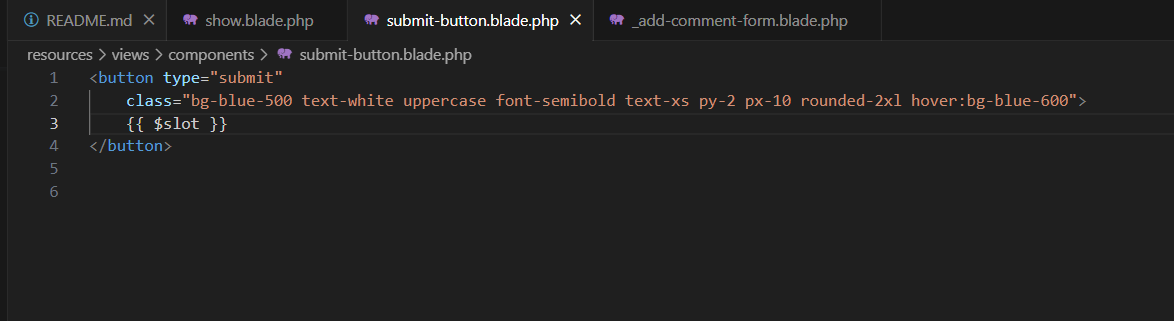 README.md show.blade.php submit-button.blade.php _add-comment-form.blade.php
resources > views > components > submit-button.blade.php
1 <button type="submit"
2 class="bg-blue-500 text-white uppercase font-semibold text-xs py-2 px-10 rounded-2xl hover:bg-blue-600">
3 {{ $slot }}
4 </button>
5
6